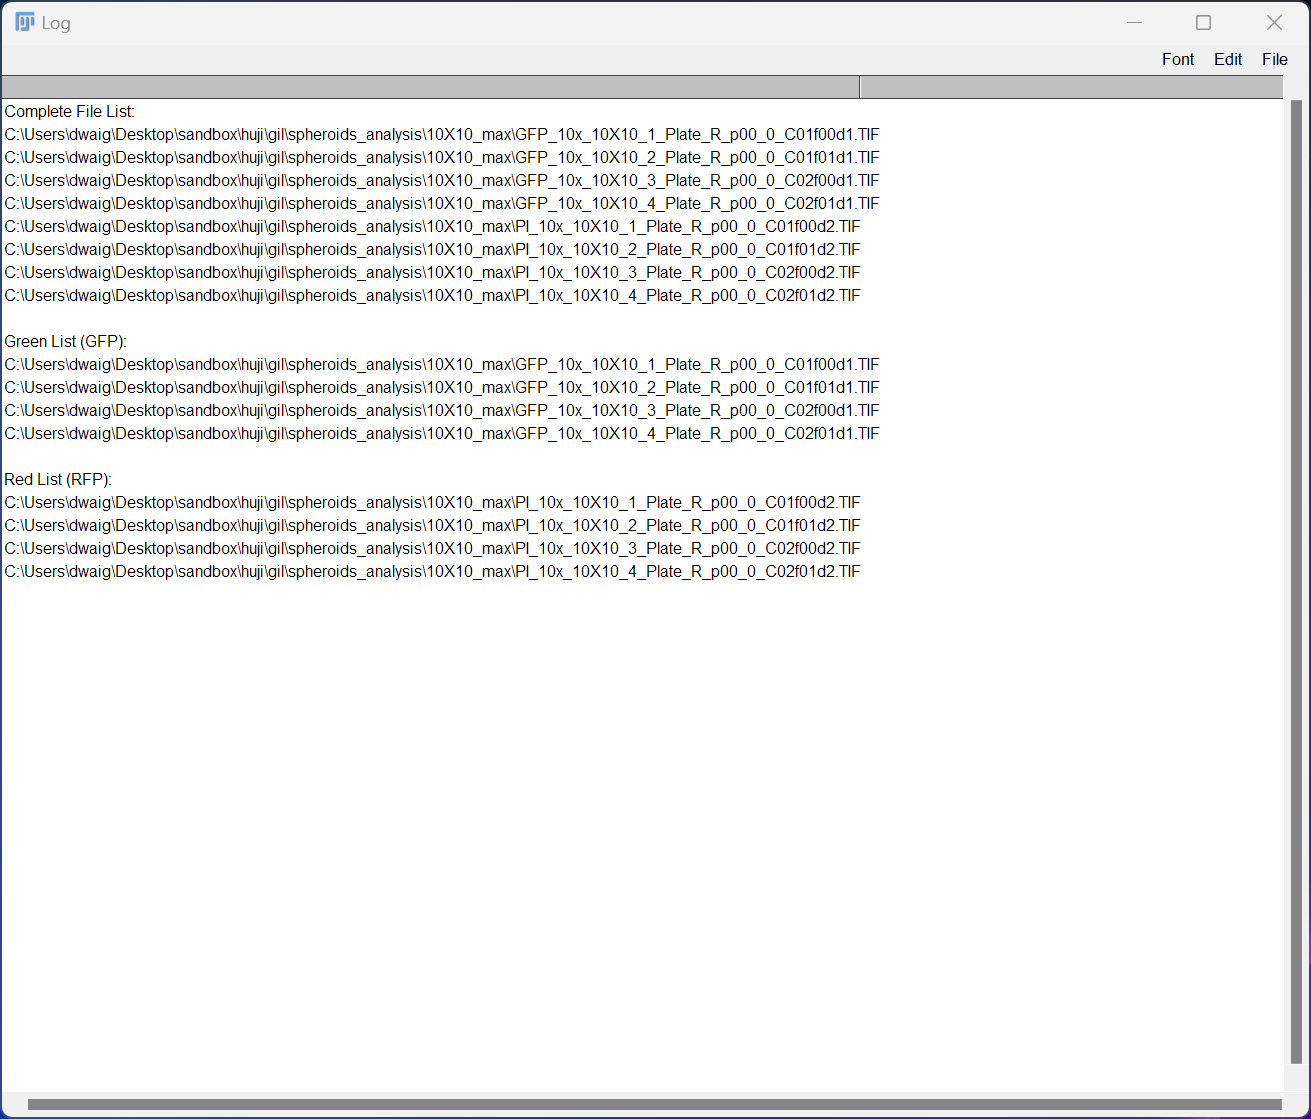 Log
Font Edit File
Complete File List:
C:\Users\dwaig\Desktop\sandbox\huji\gil\spheroids_analysis\10X10_max\GFP_10x_10X10_1_Plate_R_p00_0_C01f00d1.TIF
C:\Users\dwaig\Desktop\sandbox\huji\gil\spheroids_analysis\10X10_max\GFP_10x_10X10_2_Plate_R_p00_0_C01f01d1.TIF
C:\Users\dwaig\Desktop\sandbox\huji\gil\spheroids_analysis\10X10_max\GFP_10x_10X10_3_Plate_R_p00_0_C02f00d1.TIF
C:\Users\dwaig\Desktop\sandbox\huji\gil\spheroids_analysis\10X10_max\GFP_10x_10X10_4_Plate_R_p00_0_C02f01d1.TIF
C:\Users\dwaig\Desktop\sandbox\huji\gil\spheroids_analysis\10X10_max\PI_10x_10X10_1_Plate_R_p00_0_C01f00d2.TIF
C:\Users\dwaig\Desktop\sandbox\huji\gil\spheroids_analysis\10X10_max\PI_10x_10X10_2_Plate_R_p00_0_C01f01d2.TIF
C:\Users\dwaig\Desktop\sandbox\huji\gil\spheroids_analysis\10X10_max\PI_10x_10X10_3_Plate_R_p00_0_C02f00d2.TIF
C:\Users\dwaig\Desktop\sandbox\huji\gil\spheroids_analysis\10X10_max\PI_10x_10X10_4_Plate_R_p00_0_C02f01d2.TIF
Green List (GFP):
C:\Users\dwaig\Desktop\sandbox\huji\gil\spheroids_analysis\10X10_max\GFP_10x_10X10_1_Plate_R_p00_0_C01f00d1.TIF
C:\Users\dwaig\Desktop\sandbox\huji\gil\spheroids_analysis\10X10_max\GFP_10x_10X10_2_Plate_R_p00_0_C01f01d1.TIF
C:\Users\dwaig\Desktop\sandbox\huji\gil\spheroids_analysis\10X10_max\GFP_10x_10X10_3_Plate_R_p00_0_C02f00d1.TIF
C:\Users\dwaig\Desktop\sandbox\huji\gil\spheroids_analysis\10X10_max\GFP_10x_10X10_4_Plate_R_p00_0_C02f01d1.TIF
Red List (RFP):
C:\Users\dwaig\Desktop\sandbox\huji\gil\spheroids_analysis\10X10_max\PI_10x_10X10_1_Plate_R_p00_0_C01f00d2.TIF
C:\Users\dwaig\Desktop\sandbox\huji\gil\spheroids_analysis\10X10_max\PI_10x_10X10_2_Plate_R_p00_0_C01f01d2.TIF
C:\Users\dwaig\Desktop\sandbox\huji\gil\spheroids_analysis\10X10_max\PI_10x_10X10_3_Plate_R_p00_0_C02f00d2.TIF
C:\Users\dwaig\Desktop\sandbox\huji\gil\spheroids_analysis\10X10_max\PI_10x_10X10_4_Plate_R_p00_0_C02f01d2.TIF